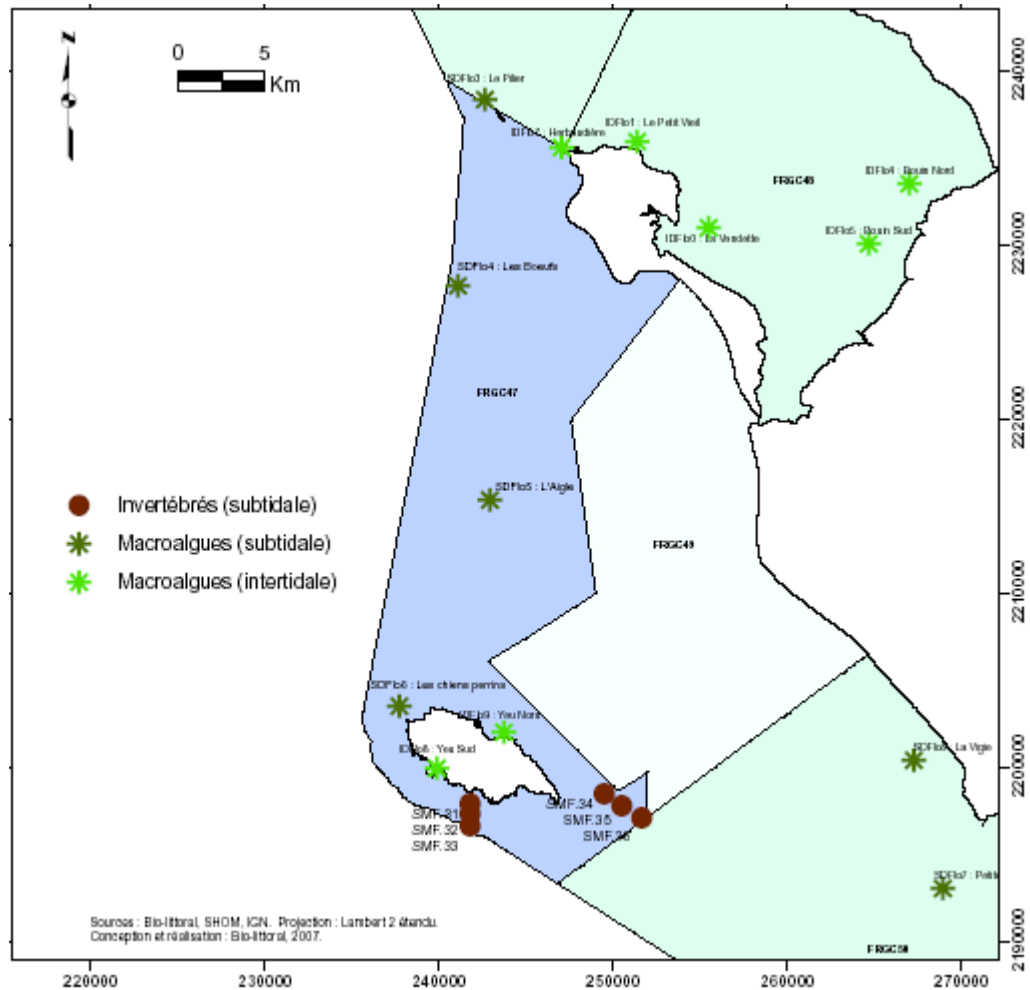 N
0 5
Km
SDFlo3 : Le Pilier
Herbaudière
IDFlo1 : Le Petit Vieil
FRGC48
IDFlo4 : Bouin Nord
IDFlo5 : Bouin Sud
IDFlo3 : La Vendette
SDFlo4 : Les Boeufs
FRGC47
SDFlo5 : L'Aigle
FRGC49
Invertébrés (subtidale)
Macroalgues (subtidale)
Macroalgues (intertidale)
SDFlo6 : Les chiens perrins
IDFlo9 : Yeu Nord
IDFlo8 : Yeu Sud
SMF.31
SMF.32
SMF.33
SMF.34
SMF.35
SMF.36
: La Vigie
SDFlo7 :
FRGC50
Sources : Bio-littoral, SHOM, IGN. Projection : Lambert 2 étendu.
Conception et réalisation : Bio-littoral, 2007.
2240000
2230000
2220000
2210000
2200000
2190000
220000 230000 240000 250000 260000 270000